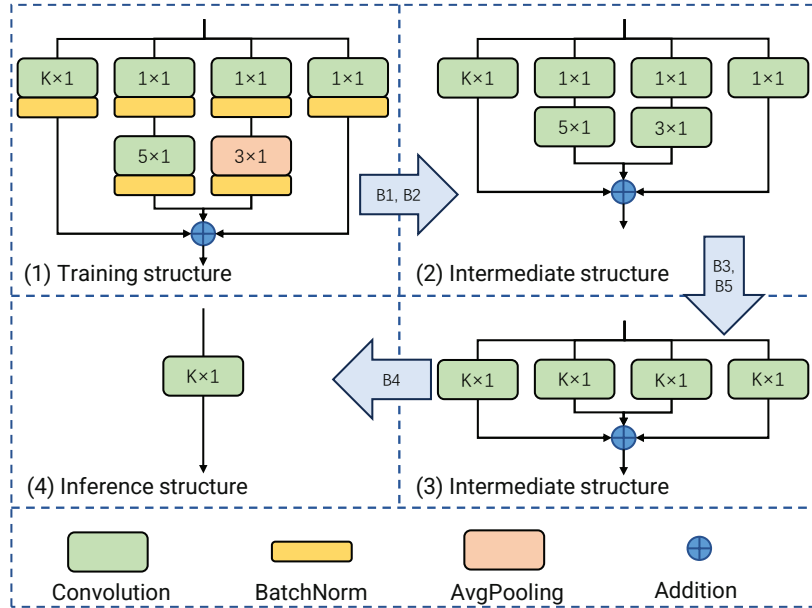 K×1
1×1
1×1
1×1
5×1
3×1
(1) Training structure
B1, B2
K×1
1×1
1×1
1×1
5×1
3×1
(2) Intermediate structure
B3,
B5
K×1
K×1
K×1
K×1
(3) Intermediate structure
B4
K×1
(4) Inference structure
Convolution
BatchNorm
AvgPooling
Addition